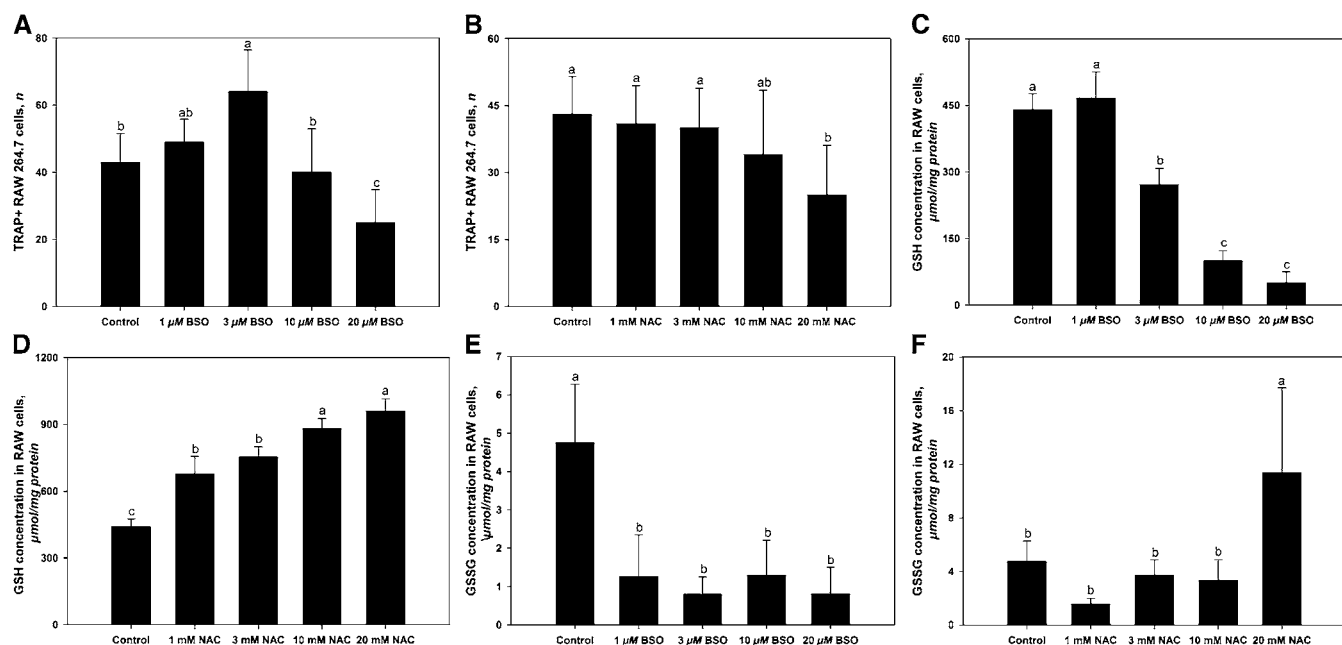 A
TRAP+ RAW 264.7 cells, n
80
60
40
20
0
b
ab
a
b
c
Control
1 µM BSO
3 µM BSO
10 µM BSO
20 µM BSO
B
TRAP+ RAW 264.7 cells, n
60
45
30
15
0
a
a
a
ab
b
Control
1 mM NAC
3 mM NAC
10 mM NAC
20 mM NAC
C
GSH concentration in RAW cells,
µmol/mg protein
600
450
300
150
0
a
a
b
c
c
Control
1 µM BSO
3 µM BSO
10 µM BSO
20 µM BSO
D
GSH concentration in RAW cells,
µmol/mg protein
1200
900
600
300
0
c
b
b
a
a
Control
1 mM NAC
3 mM NAC
10 mM NAC
20 mM NAC
E
GSSG concentration in RAW cells,
µmol/mg protein
7
6
5
4
3
2
1
0
a
b
b
b
b
Control
1 µM BSO
3 µM BSO
10 µM BSO
20 µM BSO
F
GSSG concentration in RAW cells,
µmol/mg protein
20
16
12
8
4
0
b
b
b
b
a
Control
1 mM NAC
3 mM NAC
10 mM NAC
20 mM NAC